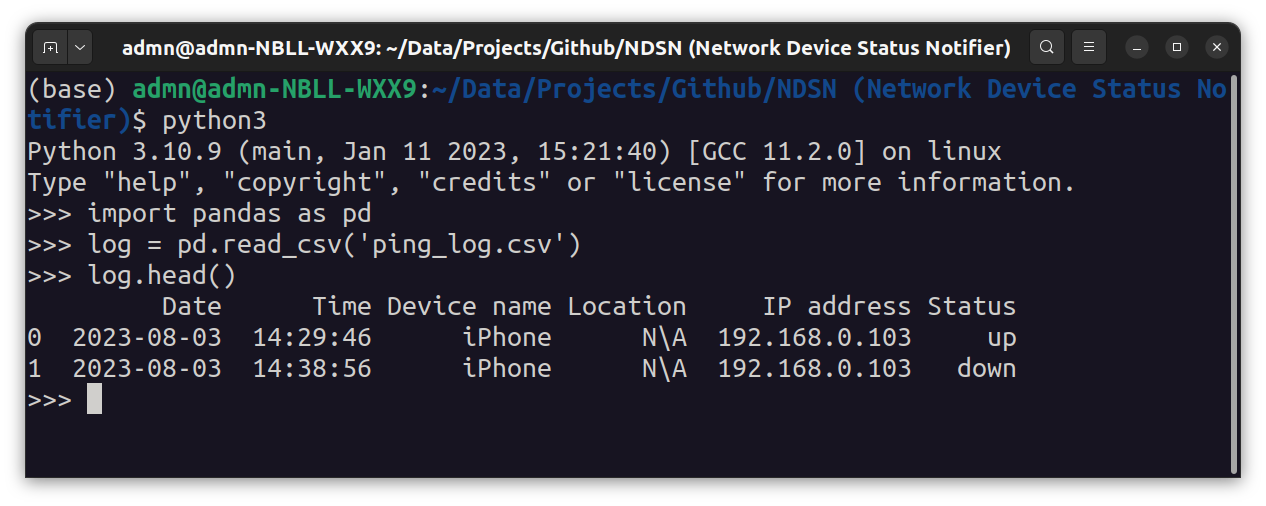 admn@admn-NBLL-WXX9: ~/Data/Projects/Github/NDSN (Network Device Status Notifier)
(base) admn@admn-NBLL-WXX9:~/Data/Projects/Github/NDSN (Network Device Status No
tifier)$ python3
Python 3.10.9 (main, Jan 11 2023, 15:21:40) [GCC 11.2.0] on linux
Type "help", "copyright", "credits" or "license" for more information.
>>> import pandas as pd
>>> log = pd.read_csv('ping_log.csv')
>>> log.head()
         Date      Time Device name Location     IP address Status
0  2023-08-03  14:29:46      iPhone      N\A  192.168.0.103     up
1  2023-08-03  14:38:56      iPhone      N\A  192.168.0.103   down
>>>